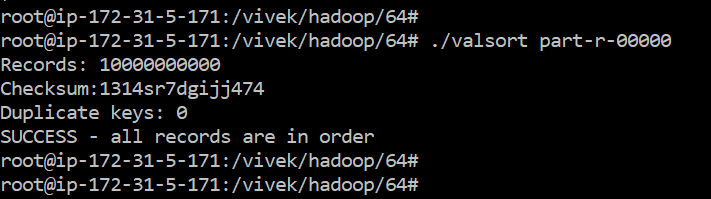 root@ip-172-31-5-171:/vivek/hadoop/64#
root@ip-172-31-5-171:/vivek/hadoop/64# ./valsort part-r-00000
Records: 10000000000
Checksum:1314sr7dgijj474
Duplicate keys: 0
SUCCESS - all records are in order
root@ip-172-31-5-171:/vivek/hadoop/64#
root@ip-172-31-5-171:/vivek/hadoop/64#